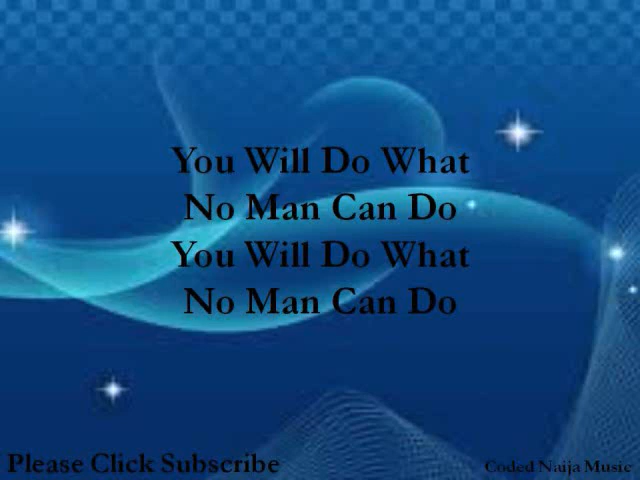 You Will Do What
No Man Can Do
You Will Do What
No Man Can Do
Please Click Subscribe
Coded Naija Music